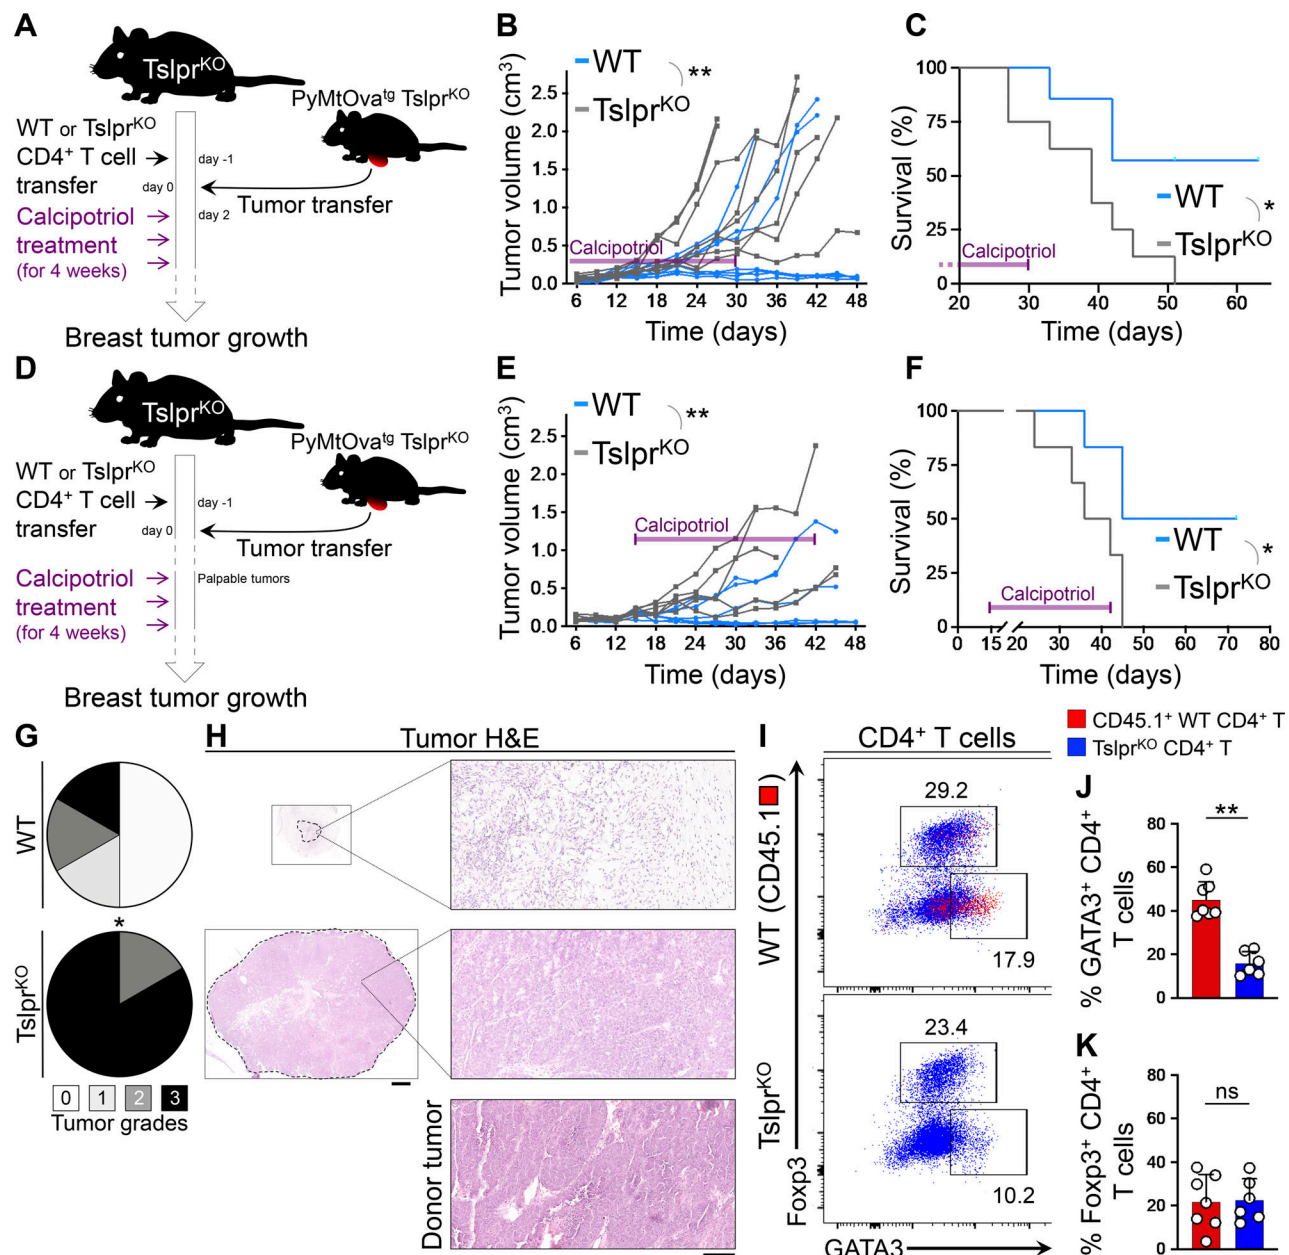 A
Tslpr^KO
PyMtOva^tg Tslpr^KO
WT or Tslpr^KO
CD4⁺ T cell
transfer
day -1
day 0
Tumor transfer
Calcipotriol
treatment
(for 4 weeks)
day 2
Breast tumor growth
B
WT
**
Tslpr^KO
Tumor volume (cm³)
2.5
2.0
1.5
1.0
0.5
0.0
Calcipotriol
6 12 18 24 30 36 42 48
Time (days)
C
Survival (%)
100
75
50
25
0
WT
*
Tslpr^KO
Calcipotriol
20 30 40 50 60
Time (days)
D
Tslpr^KO
PyMtOva^tg Tslpr^KO
WT or Tslpr^KO
CD4⁺ T cell
transfer
day -1
day 0
Tumor transfer
Calcipotriol
treatment
(for 4 weeks)
Palpable tumors
Breast tumor growth
E
WT
**
Tslpr^KO
Tumor volume (cm³)
2.5
2.0
1.5
1.0
0.5
0.0
Calcipotriol
6 12 18 24 30 36 42 48
Time (days)
F
Survival (%)
100
75
50
25
0
WT
*
Tslpr^KO
Calcipotriol
0 15 20 30 40 50 60 70 80
Time (days)
G
WT
*
Tslpr^KO
0 1 2 3
Tumor grades
H
Tumor H&E
Donor tumor
I
CD4⁺ T cells
WT (CD45.1 )
29.2
17.9
Tslpr^KO
23.4
10.2
Foxp3
GATA3
CD45.1⁺ WT CD4⁺ T
Tslpr^KO CD4⁺ T
J
% GATA3⁺ CD4⁺
T cells
80
60
40
20
0
**
K
% Foxp3⁺ CD4⁺
T cells
80
60
40
20
0
ns